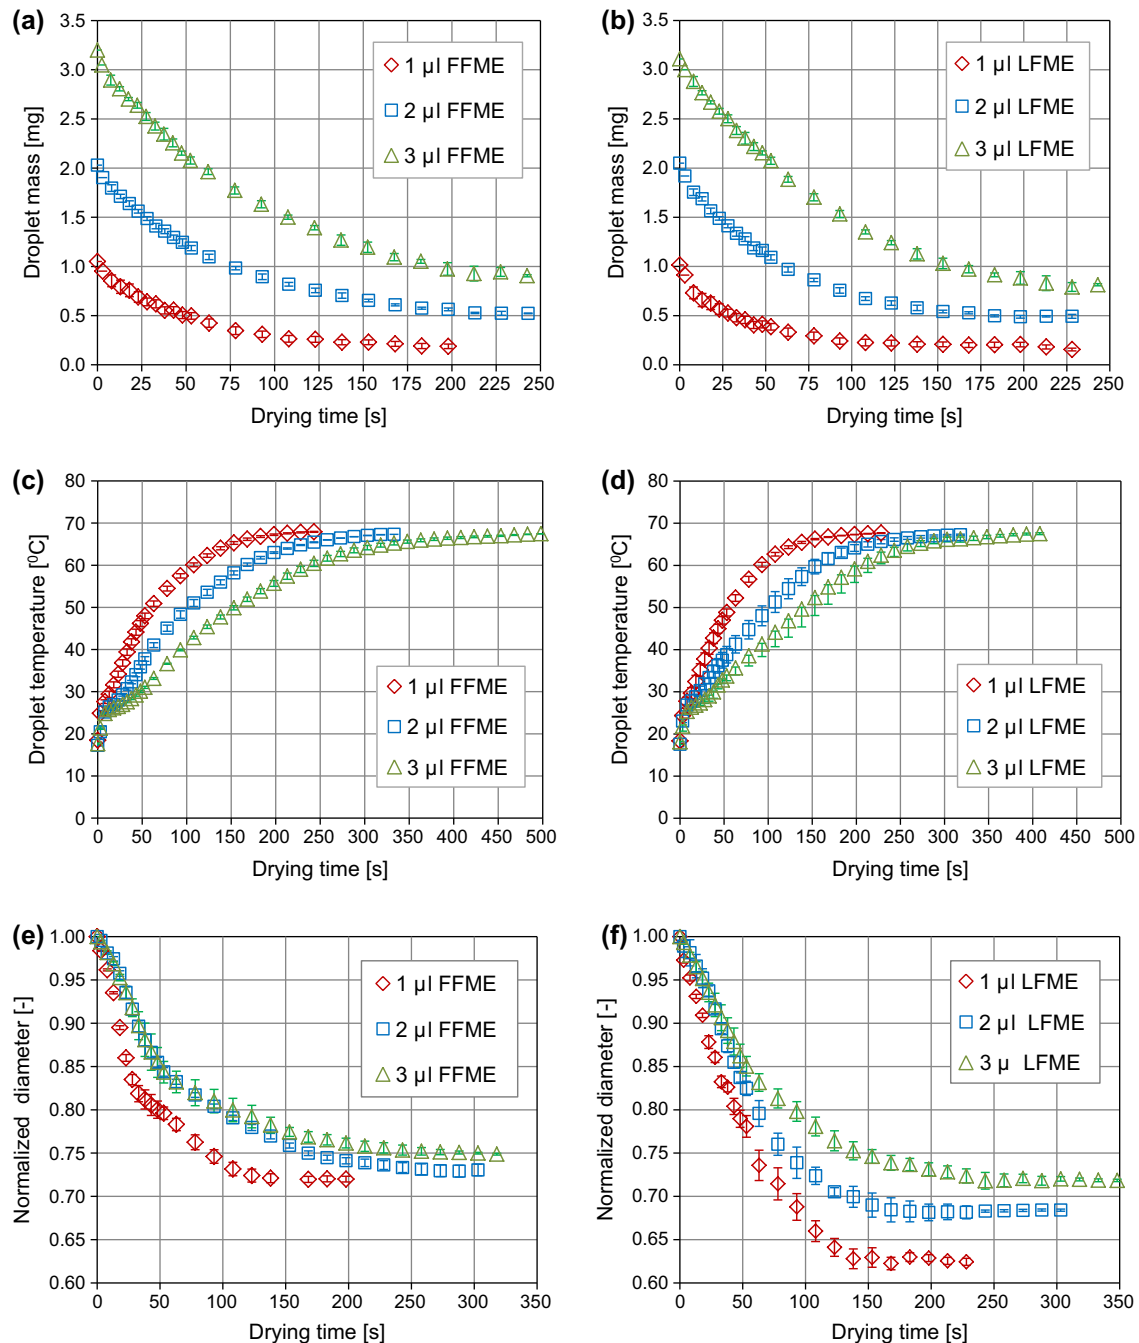 (a)
3.5
3.0
2.5
2.0
1.5
1.0
0.5
0.0
Droplet mass [mg]
1 µl FFME
2 µl FFME
3 µl FFME
0 25 50 75 100 125 150 175 200 225 250
Drying time [s]
(b)
3.5
3.0
2.5
2.0
1.5
1.0
0.5
0.0
Droplet mass [mg]
1 µl LFME
2 µl LFME
3 µl LFME
0 25 50 75 100 125 150 175 200 225 250
Drying time [s]
(c)
80
70
60
50
40
30
20
10
0
Droplet temperature [⁰C]
1 µl FFME
2 µl FFME
3 µl FFME
0 50 100 150 200 250 300 350 400 450 500
Drying time [s]
(d)
80
70
60
50
40
30
20
10
0
Droplet temperature [⁰C]
1 µl LFME
2 µl LFME
3 µl LFME
0 50 100 150 200 250 300 350 400 450 500
Drying time [s]
(e)
1.00
0.95
0.90
0.85
0.80
0.75
0.70
0.65
0.60
Normalized diameter [-]
1 µl FFME
2 µl FFME
3 µl FFME
0 50 100 150 200 250 300 350
Drying time [s]
(f)
1.00
0.95
0.90
0.85
0.80
0.75
0.70
0.65
0.60
Normalized diameter [-]
1 µl LFME
2 µl LFME
3 µ LFME
0 50 100 150 200 250 300 350
Drying time [s]